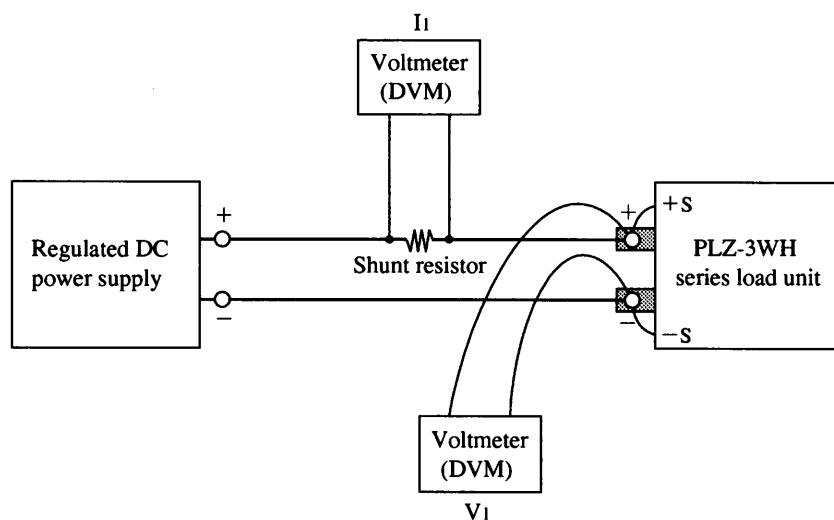 I1
Voltmeter
(DVM)
Regulated DC
power supply
+
−
Shunt resistor
+
−
+S
−S
PLZ-3WH
series load unit
Voltmeter
(DVM)
V1